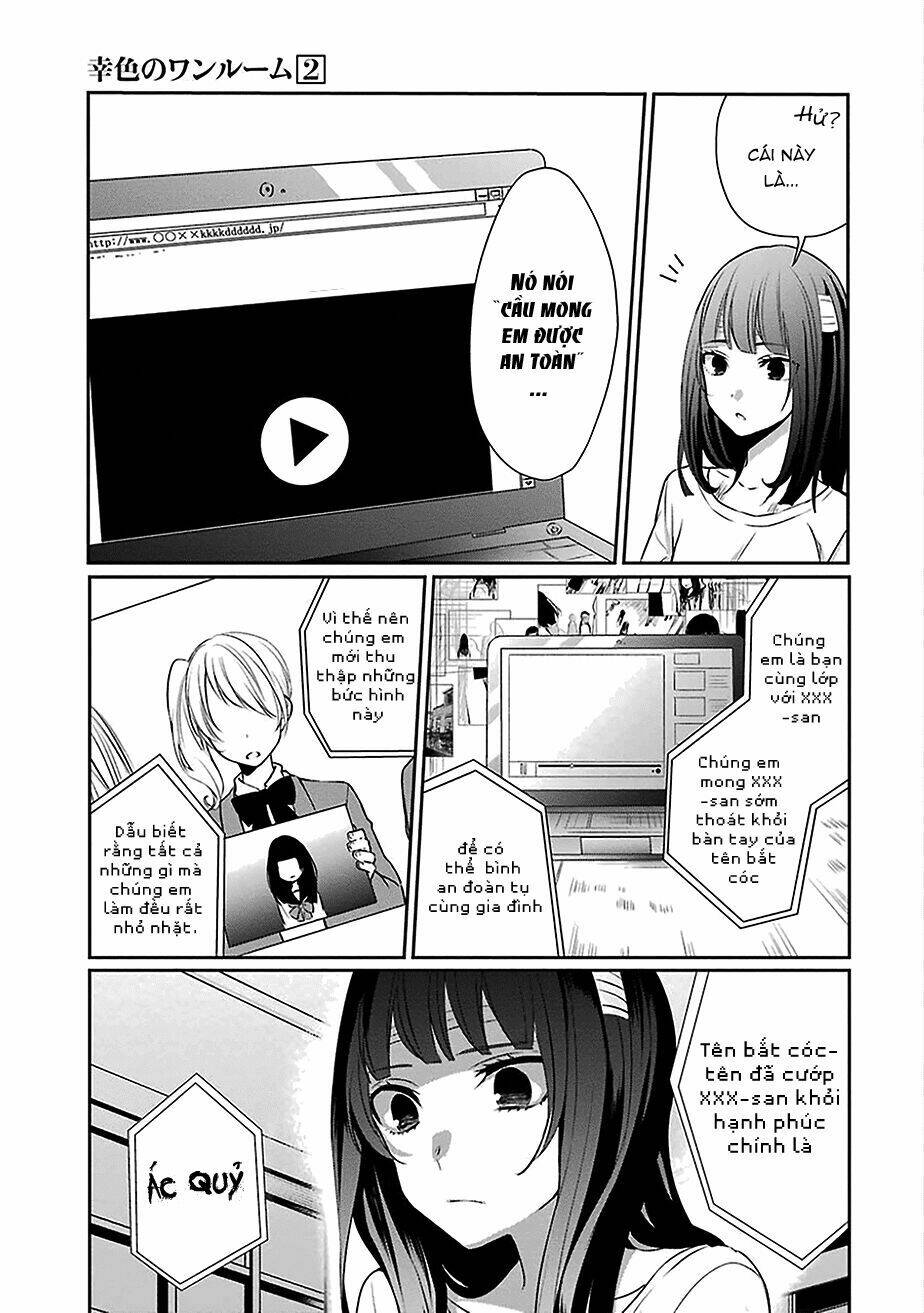 幸色のワンルーム2
Hử?
CÁI NÀY
LÀ...
http://www.〇〇××kkkkdddddd.jp/
NÓ NÓI
"CẦU MONG
EM ĐƯỢC
AN TOÀN"
...
Chúng
em là bạn
cùng lớp
với XXX
-san
Chúng em
mong XXX
-san sớm
thoát khỏi
bàn tay của
tên bắt
cóc
để có
thể bình
an đoàn tụ
cùng gia đình
Vì thế nên
chúng em
mới thu
thập những
bức hình
này
Dẫu biết
rằng tất cả
những gì mà
chúng em
làm đều rất
nhỏ nhặt.
Tên bắt cóc-
tên đã cướp
XXX-san khỏi
hạnh phúc
chính là
ÁC QUỶ